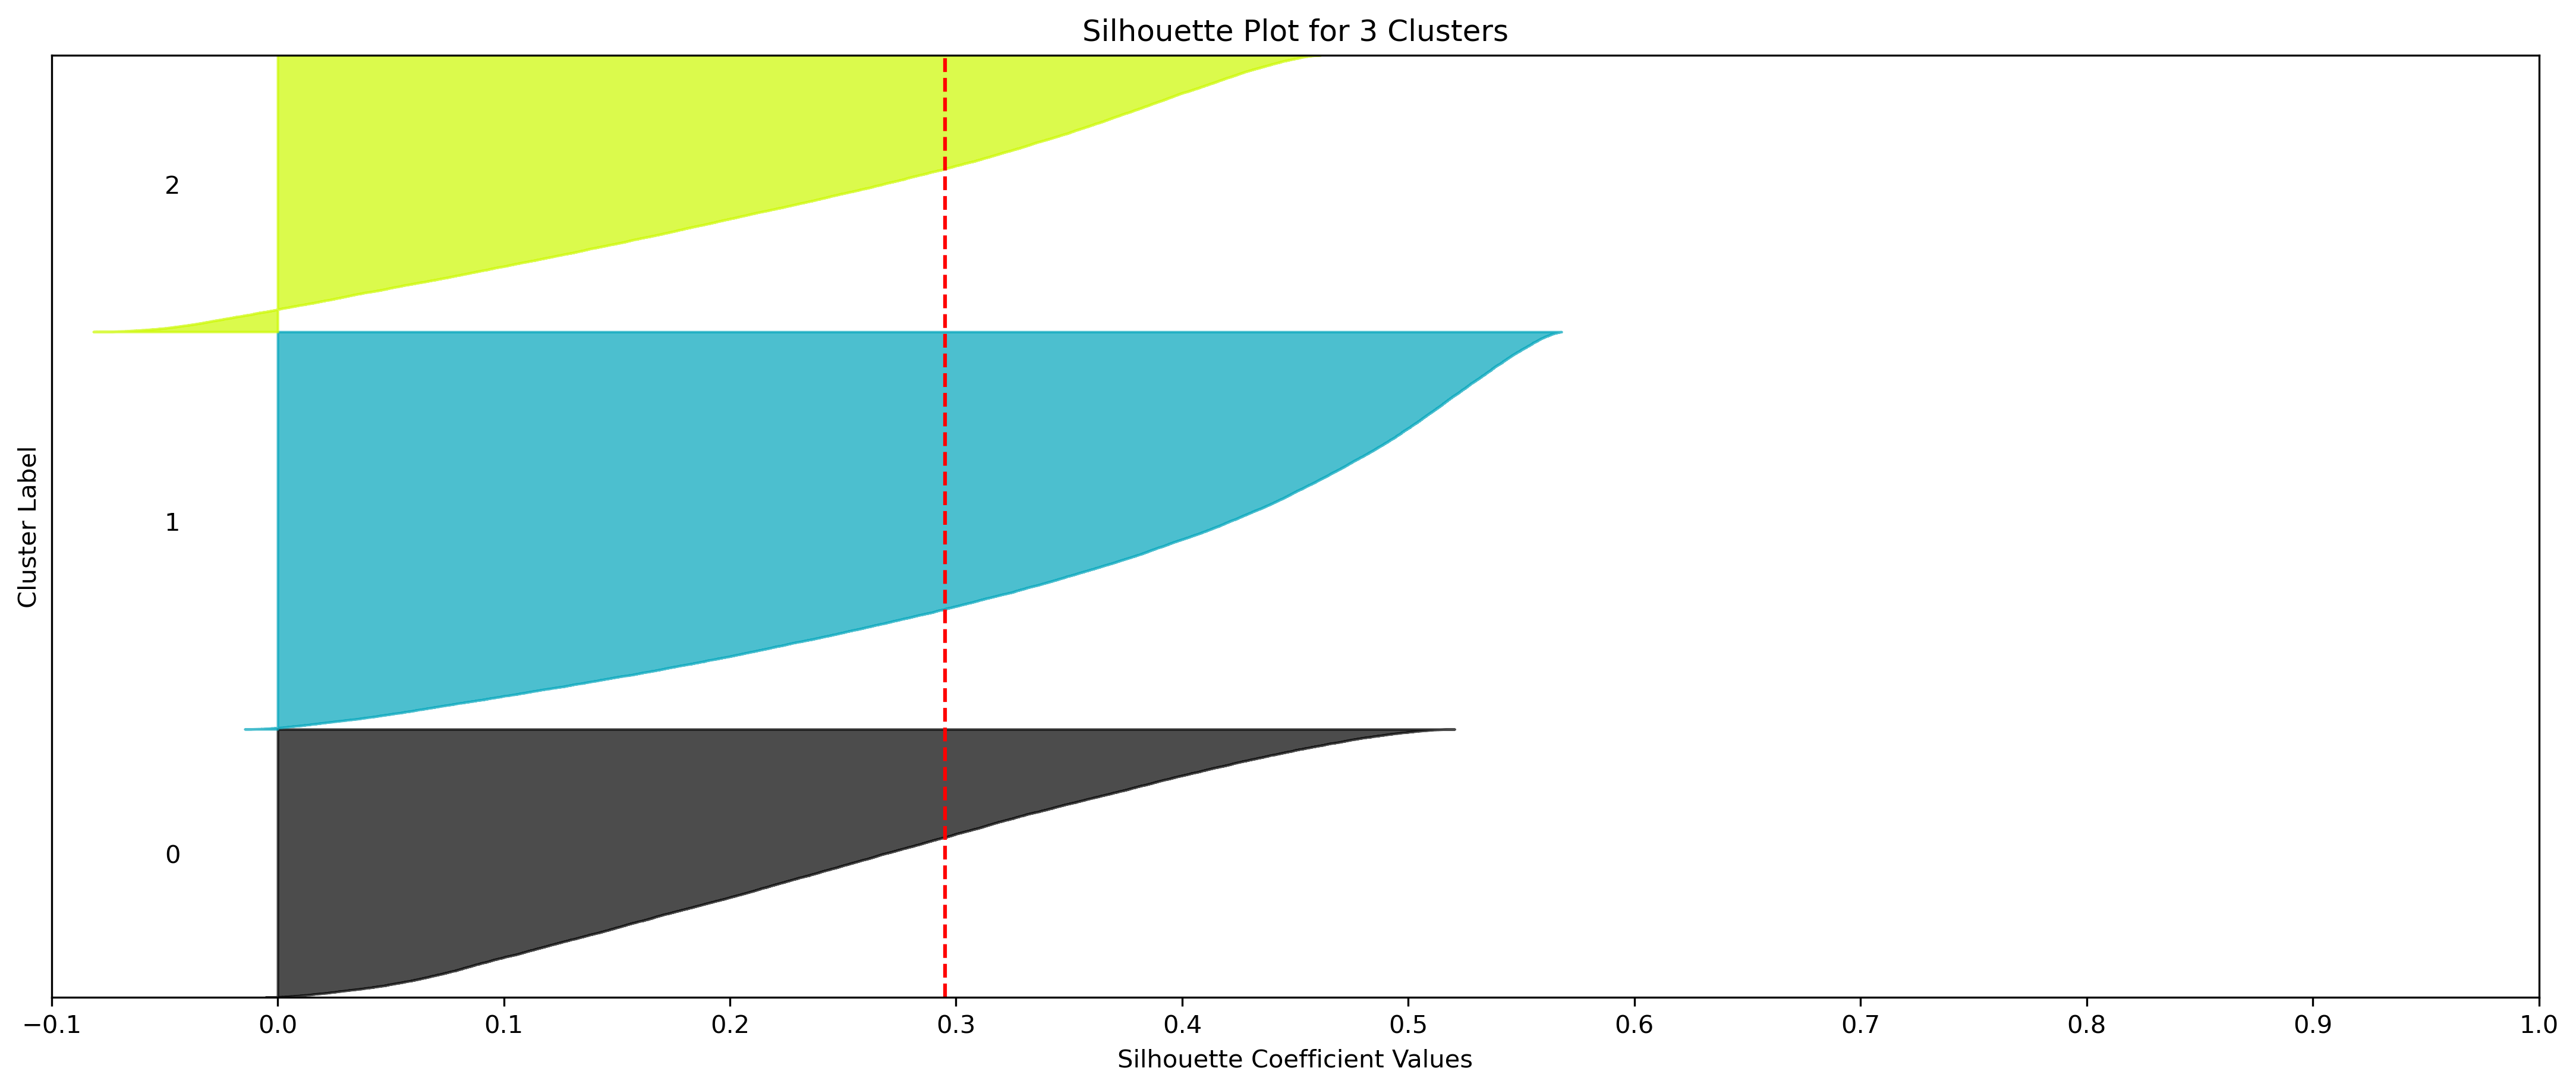 Silhouette Plot for 3 Clusters
Cluster Label
2
1
0
−0.1 0.0 0.1 0.2 0.3 0.4 0.5 0.6 0.7 0.8 0.9 1.0
Silhouette Coefficient Values